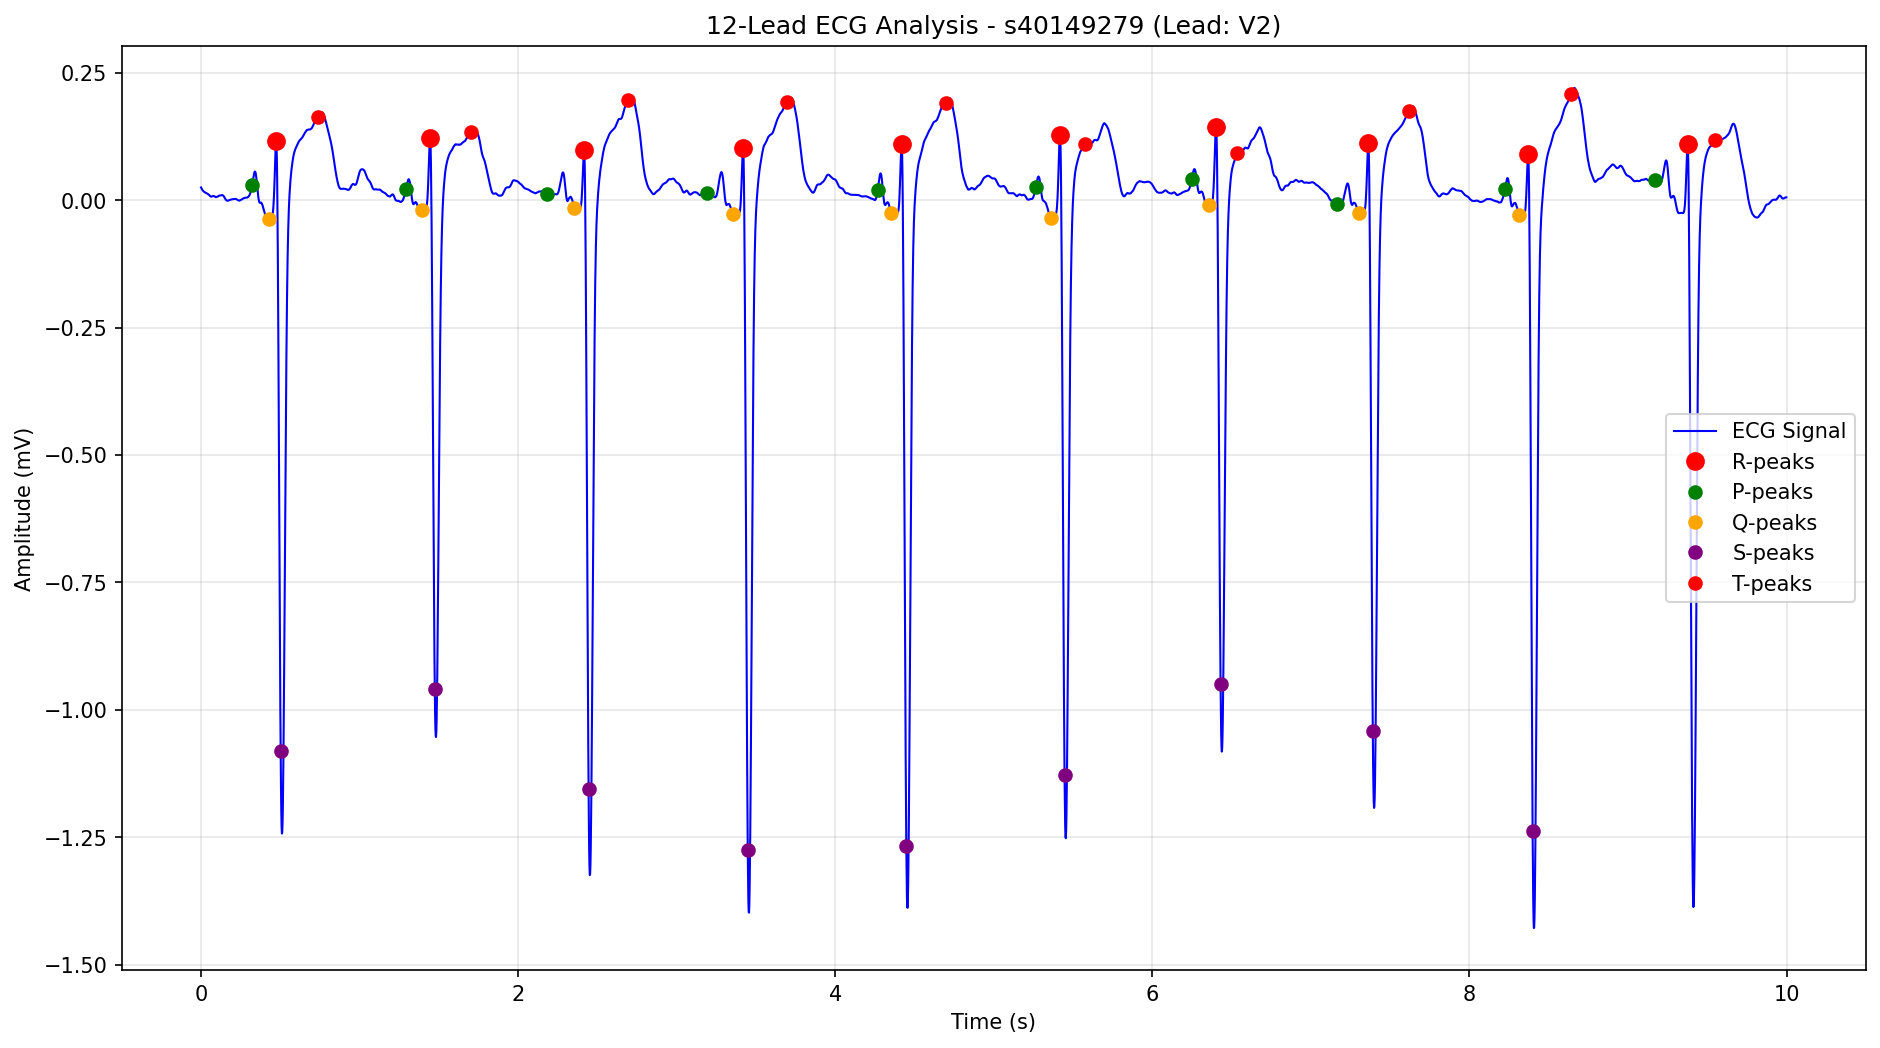 12-Lead ECG Analysis - s40149279 (Lead: V2)
0.25
0.00
−0.25
−0.50
−0.75
−1.00
−1.25
−1.50
Amplitude (mV)
ECG Signal
R-peaks
P-peaks
Q-peaks
S-peaks
T-peaks
0 2 4 6 8 10
Time (s)